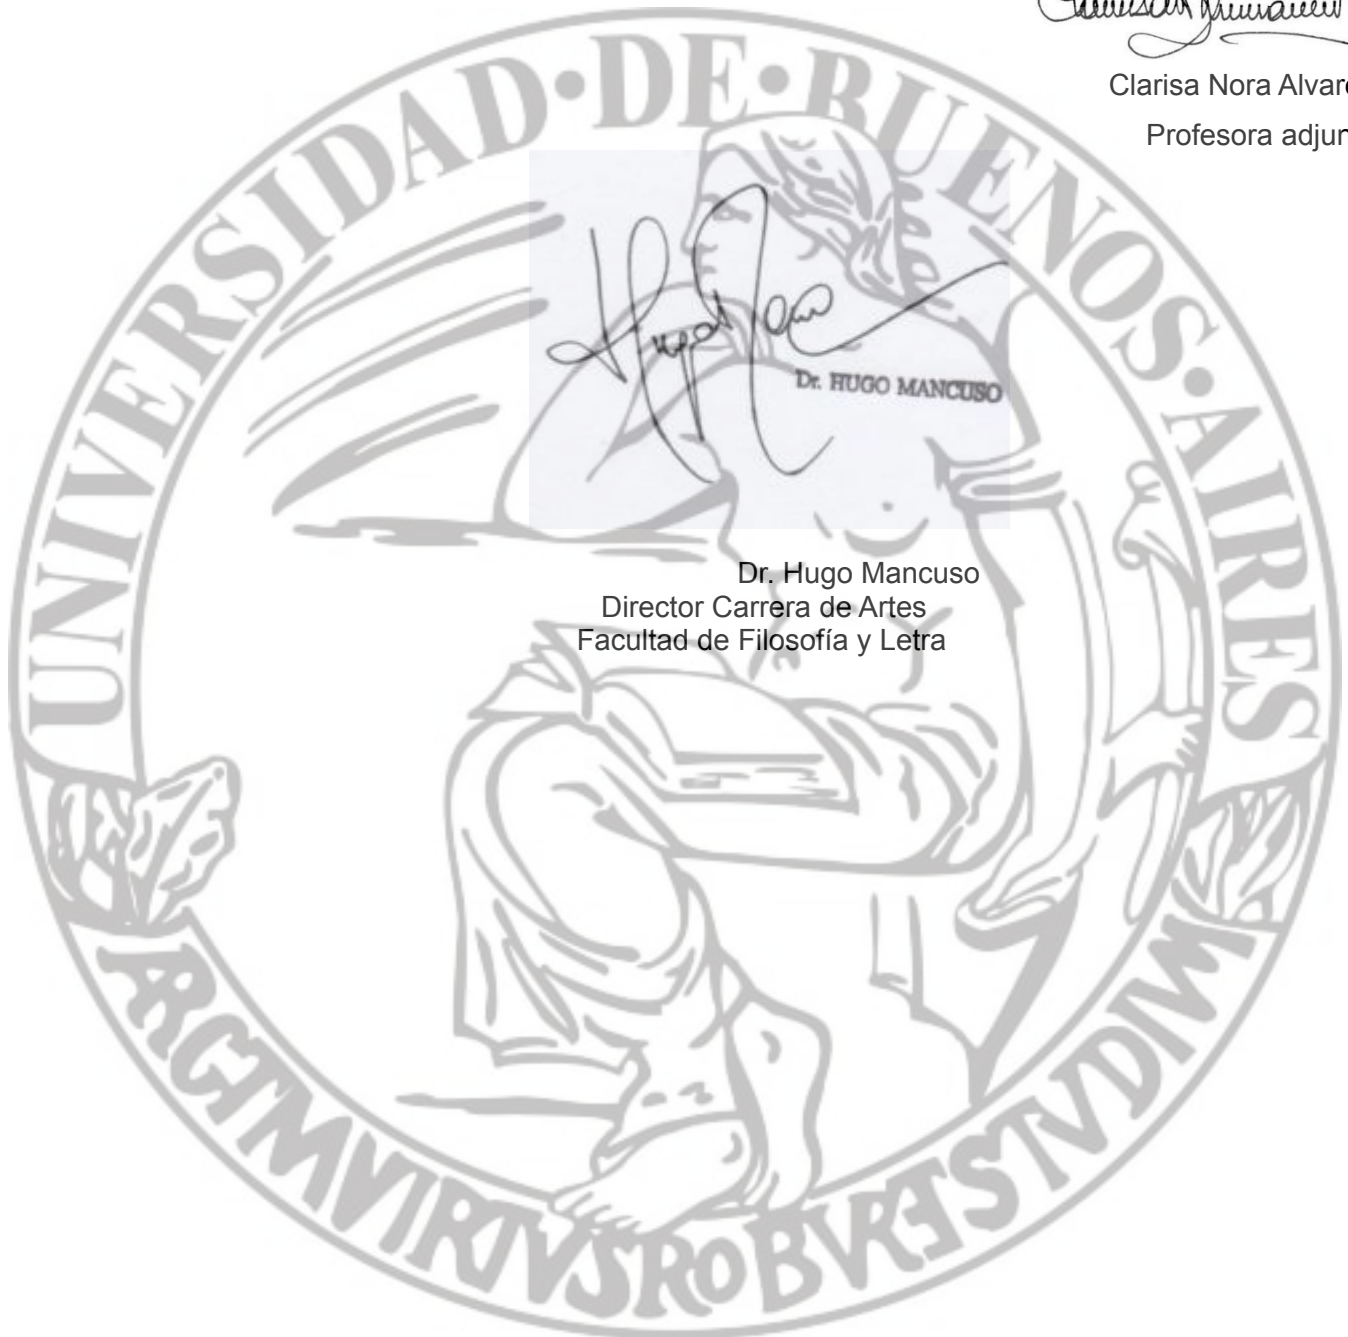 Clarisa Nora Alvar
Profesora adjun
UNIVERSIDAD·DE·BUENOS·AIRES
Dr. HUGO MANCUSO
Dr. Hugo Mancuso
Director Carrera de Artes
Facultad de Filosofía y Letra
ARGTMVIRTVSROBVRETSTVDIVM